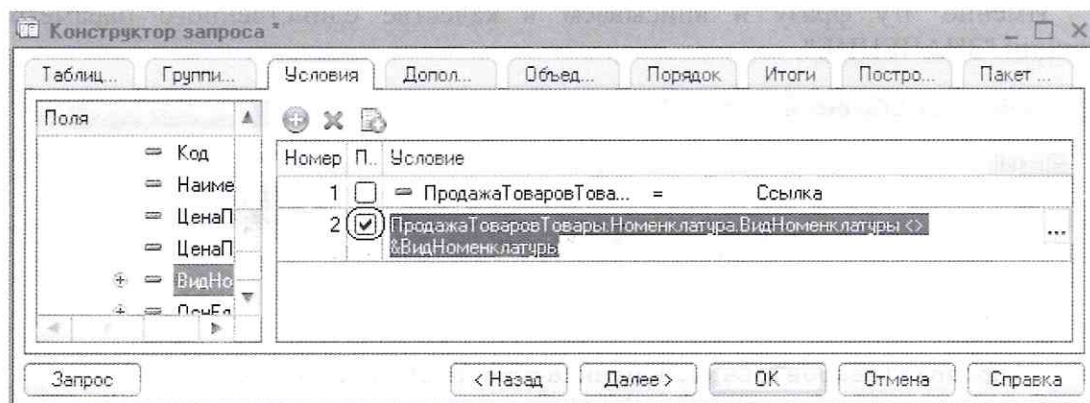 Конструктор запроса *
Таблиц... Группи... Условия Допол... Объед... Порядок Итоги Постро... Пакет ...
Поля
Номер П.. Условие
Код
1 ПродажаТоваровТова... = Ссылка
Наиме
ЦенаП
2 ПродажаТоваровТовары.Номенклатура.ВидНоменклатуры <>
&ВидНоменклатуры
...
ЦенаП
ВидНо
ОснЕд
Запрос < Назад Далее > OK Отмена Справка